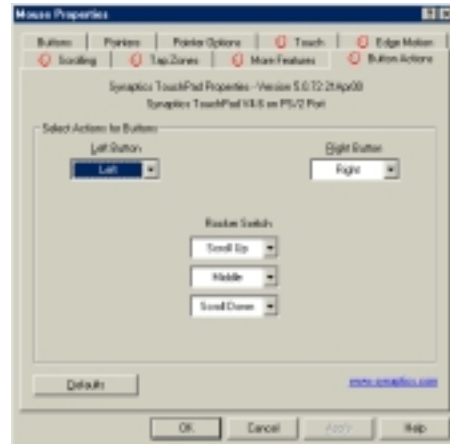 Mouse Properties
Buttons Pointers Pointer Options Touch Edge Motion
Scrolling Tap Zones More Features Button Actions
Synaptics TouchPad Properties - Version 5.0.72 21Apr00
Synaptics TouchPad V4.6 on PS/2 Port
Select Actions for Buttons
Left Button Right Button
Left Right
Rocker Switch
Scroll Up
Middle
Scroll Down
Defaults www.synaptics.com
OK Cancel Apply Help